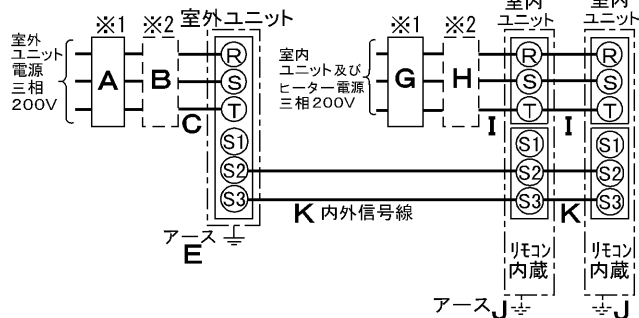 ※1
※2
室外ユニット
室外
ユニット
電源
三相
200V
A
B
C
R
S
T
S1
S2
S3
アース
E
※1
※2
室内
ユニット及び
ヒーター電源
三相200V
G
H
室内
ユニット
室内
ユニット
R
S
T
S1
S2
S3
R
S
T
S1
S2
S3
I
I
K 内外信号線
K
リモコン
内蔵
リモコン
内蔵
アース J
J